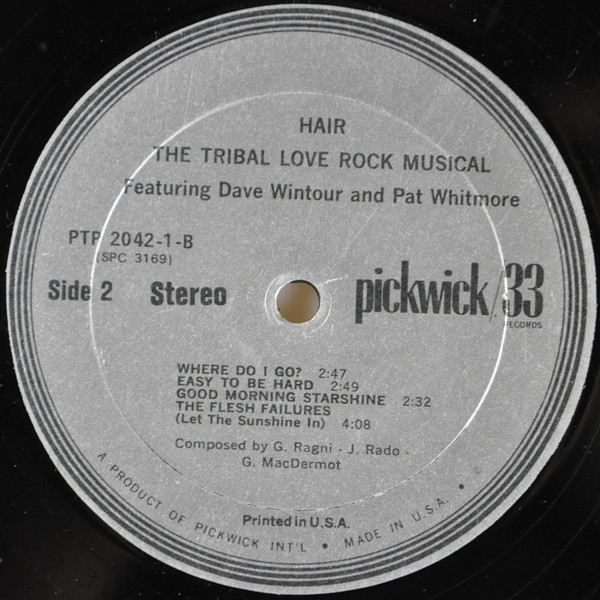 HAIR
THE TRIBAL LOVE ROCK MUSICAL
Featuring Dave Wintour and Pat Whitmore
PTP 2042-1-B
(SPC 3169)
Side 2 Stereo
pickwick/33
RECORDS
WHERE DO I GO? 2:47
EASY TO BE HARD 2:49
GOOD MORNING STARSHINE 2:32
THE FLESH FAILURES
(Let The Sunshine In) 4:08
Composed by G. Ragni - J. Rado -
G. MacDermot
Printed in U.S.A.
A PRODUCT OF PICKWICK INT'L • MADE IN U.S.A. • ©